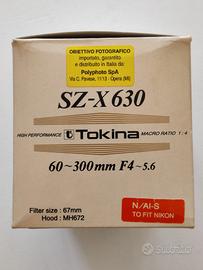 OBIETTIVO FOTOGRAFICO
importato, garantito
e distribuito in Italia da:
Polyphoto SpA
Via C. Pavese, 11/13 - Opera (MI)
SZ-X 630
HIGH PERFORMANCE Tokina MACRO RATIO 1:4
60~300mm F4~5.6
N/AI-S
TO FIT NIKON
Filter size : 67mm
Hood : MH672
subito